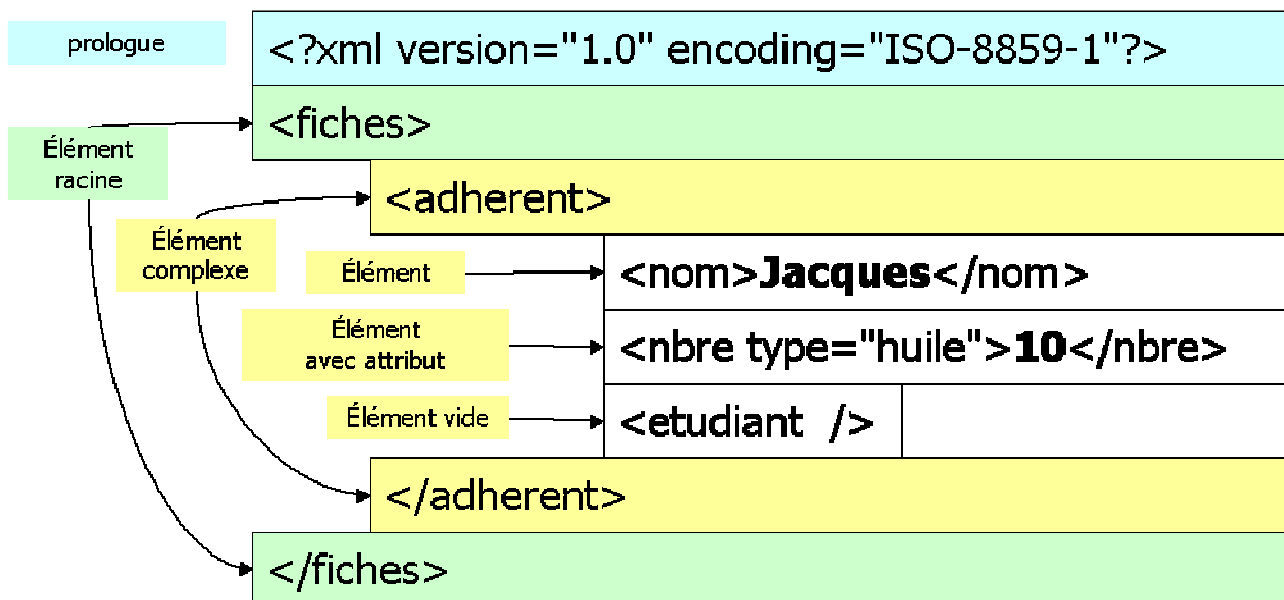 prologue
<?xml version="1.0" encoding="ISO-8859-1"?>
<fiches>
Élément
racine
<adherent>
Élément
complexe
Élément
<nom>Jacques</nom>
Élément
avec attribut
<nbre type="huile">10</nbre>
Élément vide
<etudiant />
</adherent>
</fiches>